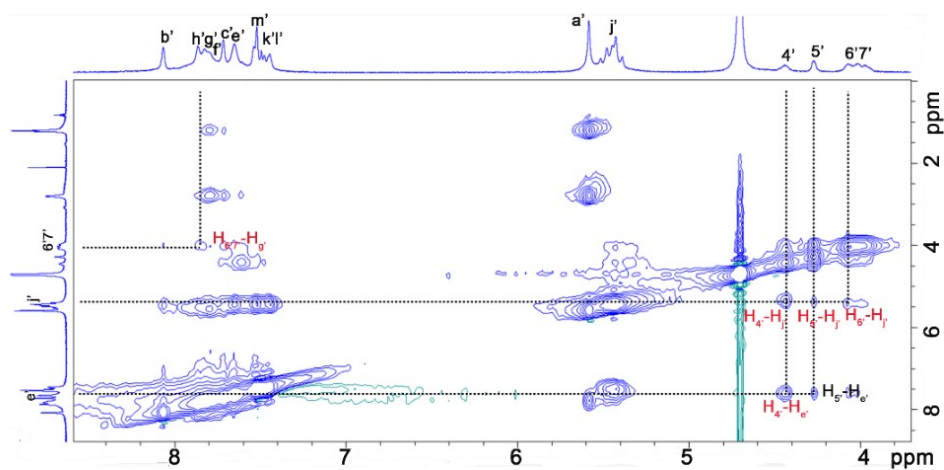 m'
b' h' g' f' c' e' k' l' a' j' 4' 5' 6' 7'
ppm
2
6'7'
H6'7'-Hg'
4
j'
H4'-Hj' H5'-Hj' H6'-Hj'
6
e'
H5'-He'
H4'-He'
8
8 7 6 5 4 ppm